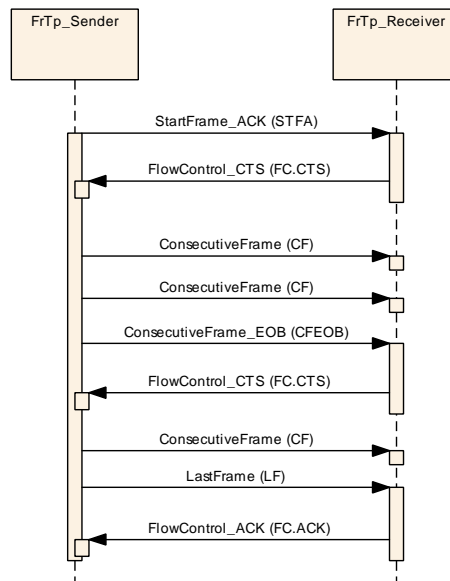 FrTp_Sender
FrTp_Receiver
StartFrame_ACK (STFA)
FlowControl_CTS (FC.CTS)
ConsecutiveFrame (CF)
ConsecutiveFrame (CF)
ConsecutiveFrame_EOB (CFEOB)
FlowControl_CTS (FC.CTS)
ConsecutiveFrame (CF)
LastFrame (LF)
FlowControl_ACK (FC.ACK)